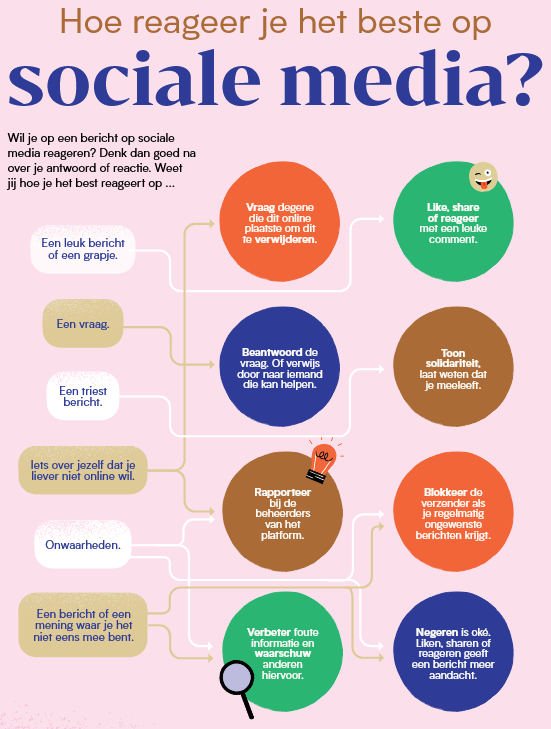 Hoe reageer je het beste op
sociale media?
Wil je op een bericht op sociale
media reageren? Denk dan goed na
over je antwoord of reactie. Weet
jij hoe je het best reageert op ...
Een leuk bericht
of een grapje.
Een vraag.
Een triest
bericht.
Iets over jezelf dat je
liever niet online wil.
Onwaarheden.
Een bericht of een
mening waar je het
niet eens mee bent.
Vraag degene
die dit online
plaatste om dit
te verwijderen.
Like, share
of reageer
met een leuke
comment.
Beantwoord de
vraag. Of verwijs
door naar iemand
die kan helpen.
Toon
solidariteit,
laat weten dat
je meeleeft.
Rapporteer
bij de
beheerders
van het
platform.
Blokkeer de
verzender als
je regelmatig
ongewenste
berichten krijgt.
Verbeter foute
informatie en
waarschuw
anderen
hiervoor.
Negeren is oké.
Liken, sharen of
reageren geeft
een bericht meer
aandacht.